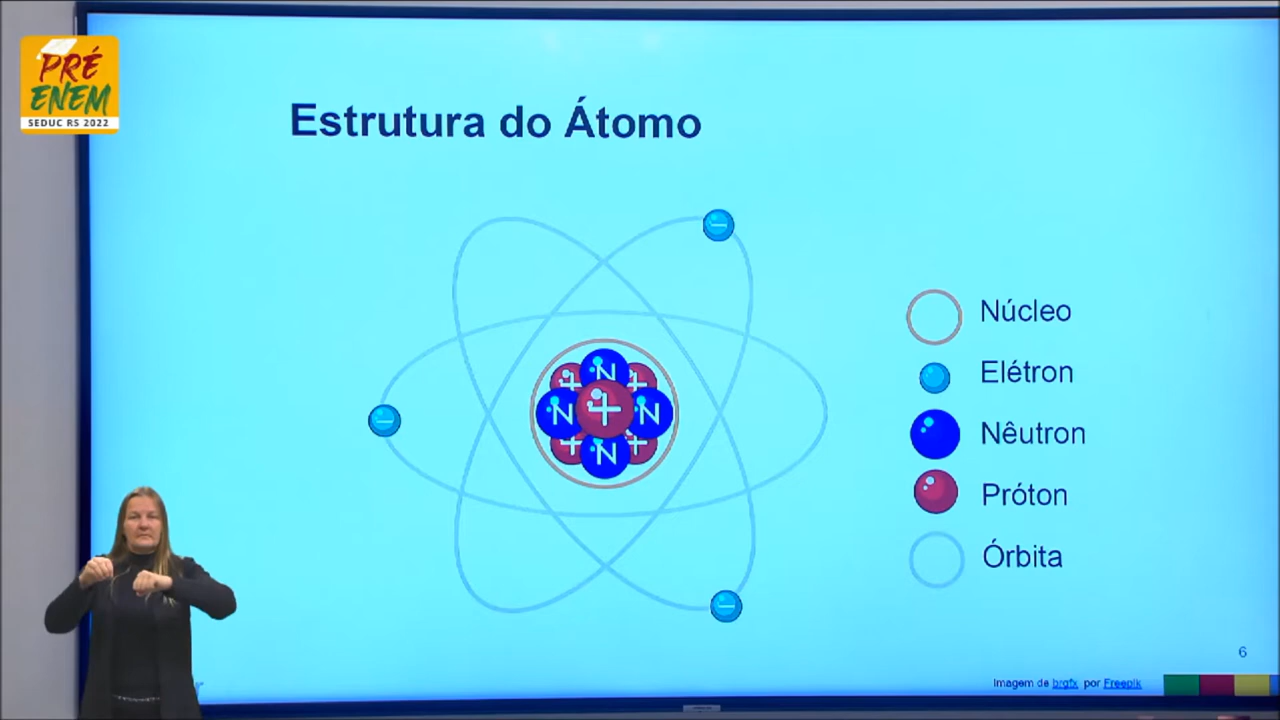 PRÉ
ENEM
SEDUC RS 2022
Estrutura do Átomo
N
N
N
N
Núcleo
Elétron
Nêutron
Próton
Órbita
6
Imagem de brgfx por Freepik